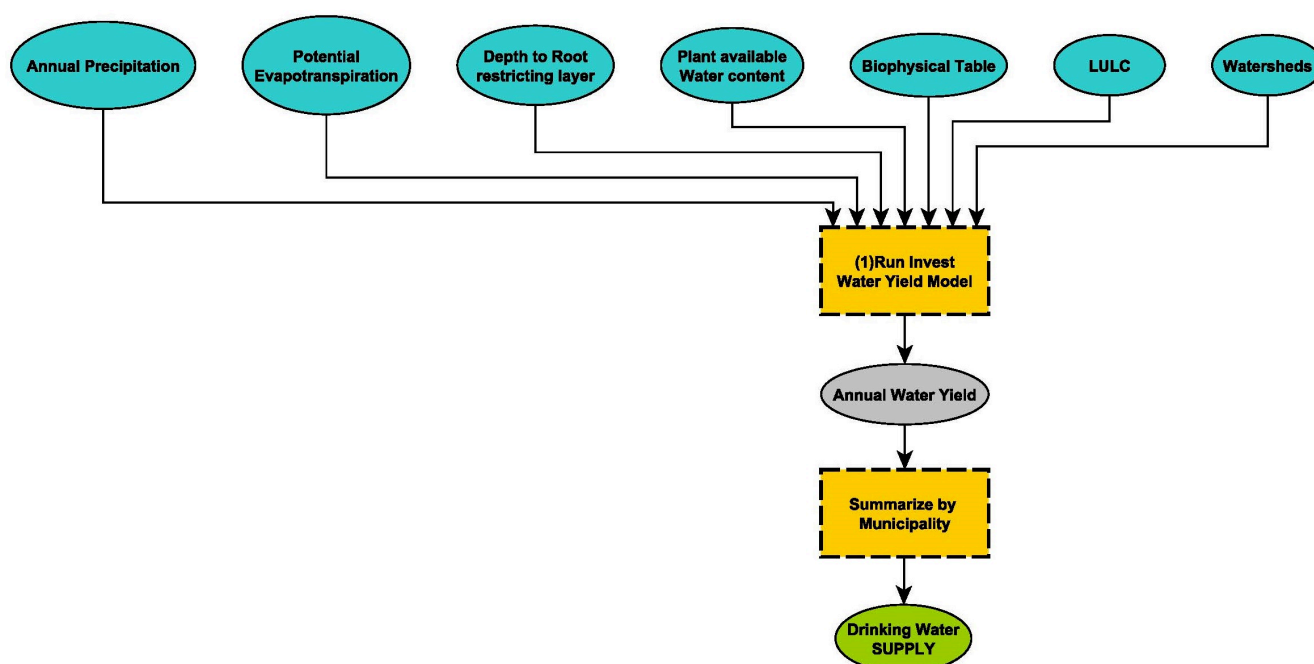 Annual Precipitation
Potential
Evapotranspiration
Depth to Root
restricting layer
Plant available
Water content
Biophysical Table
LULC
Watersheds
(1)Run Invest
Water Yield Model
Annual Water Yield
Summarize by
Municipality
Drinking Water
SUPPLY